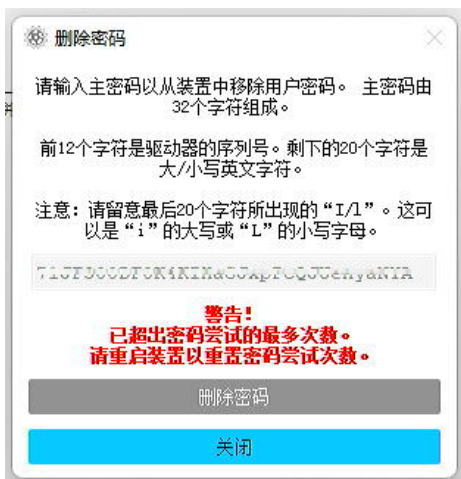 删除密码
请输入主密码以从装置中移除用户密码。 主密码由
32个字符组成。
前12个字符是驱动器的序列号。剩下的20个字符是
大/小写英文字符。
注意：请留意最后20个字符所出现的“I/l”。这可
以是“i”的大写或“L”的小写字母。
警告！
已超出密码尝试的最多次数。
请重启装置以重置密码尝试次数。
删除密码
关闭